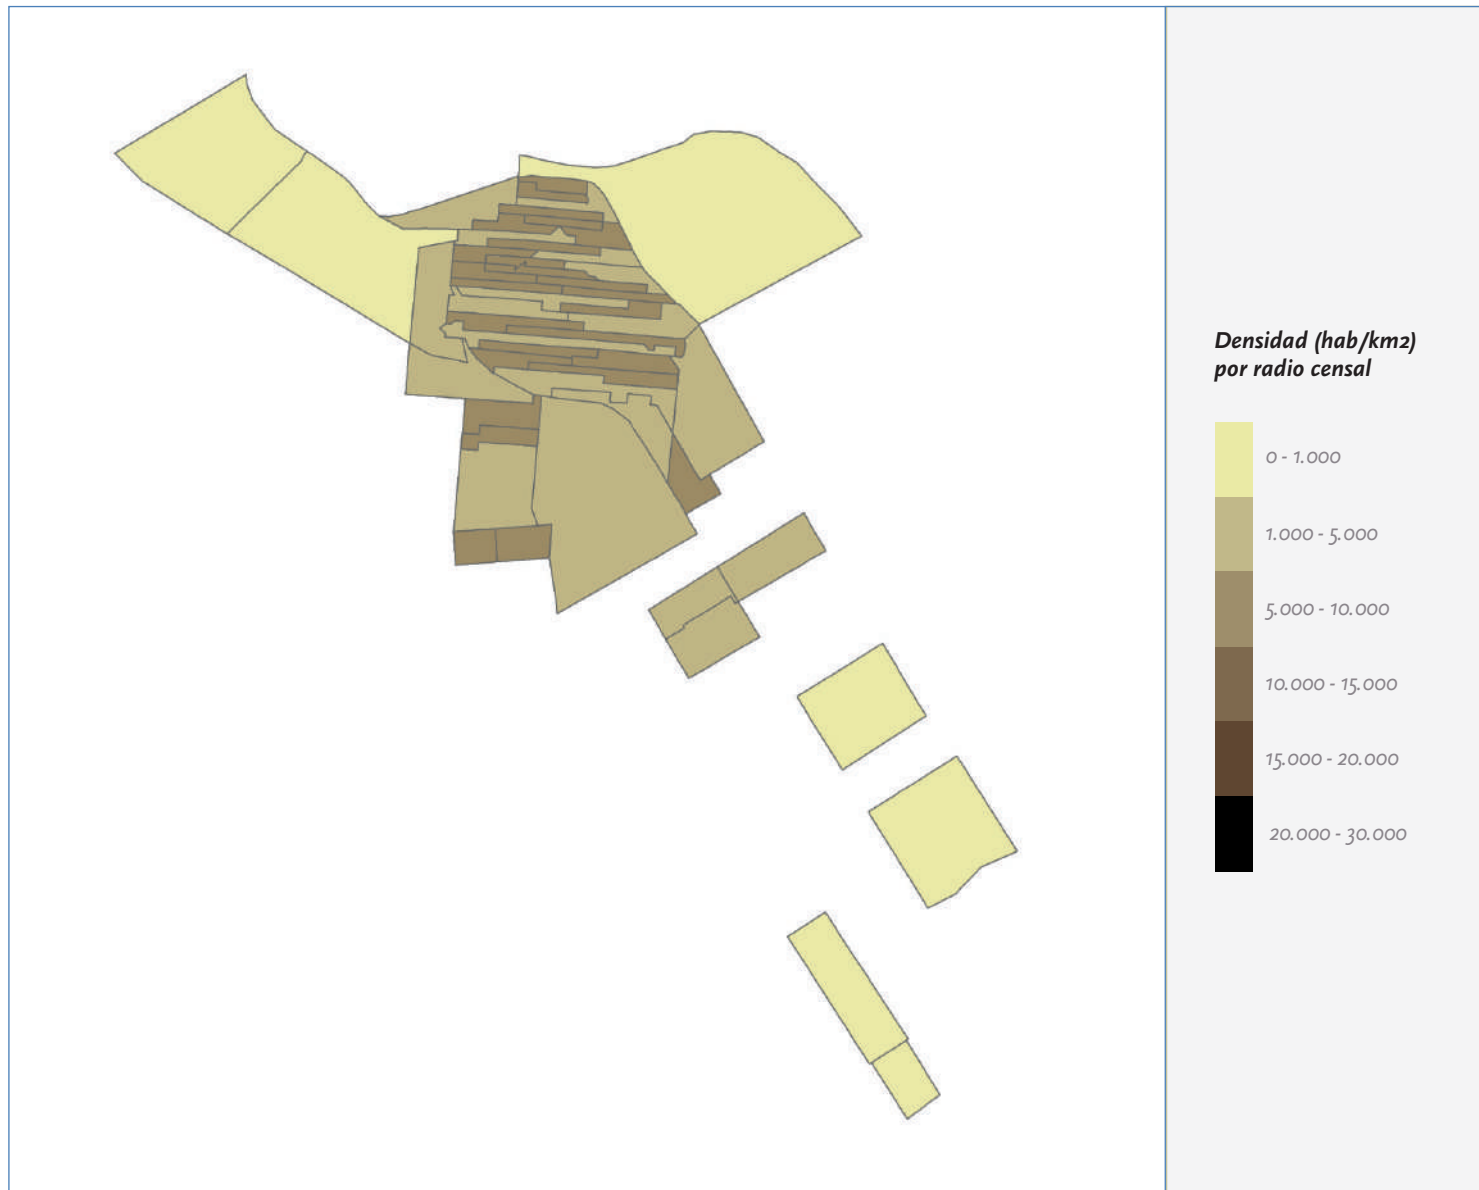 Densidad (hab/km2)
por radio censal
0 - 1.000
1.000 - 5.000
5.000 - 10.000
10.000 - 15.000
15.000 - 20.000
20.000 - 30.000